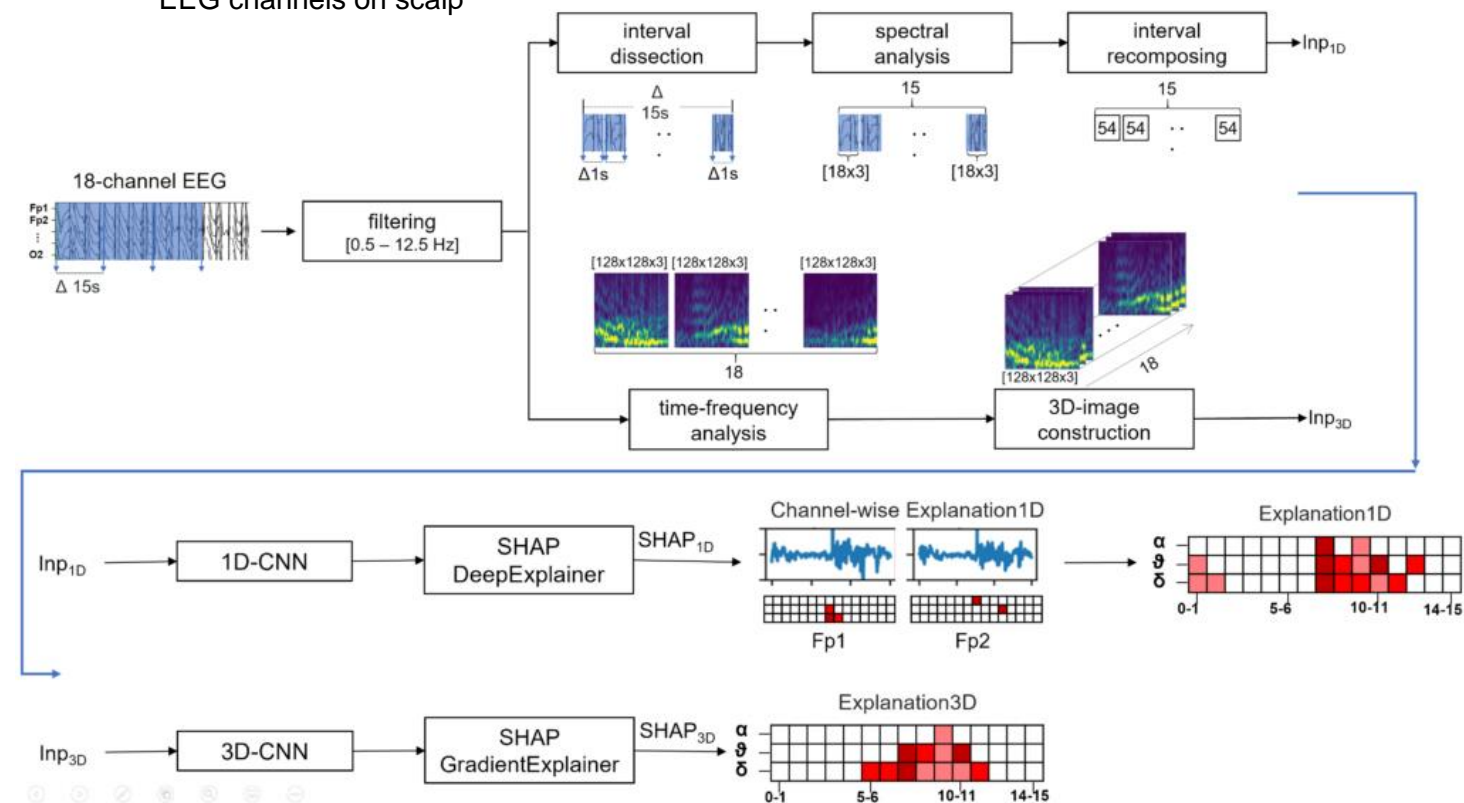 EEG channels on scalp
interval
dissection
spectral
analysis
interval
recomposing
Inp1D
Δ
15s
Δ1s
Δ1s
15
[18x3]
[18x3]
15
54 54 54
18-channel EEG
Fp1
Fp2
O2
Δ 15s
filtering
[0.5 – 12.5 Hz]
[128x128x3] [128x128x3] [128x128x3]
18
[128x128x3]
18
time-frequency
analysis
3D-image
construction
Inp3D
Inp1D
1D-CNN
SHAP
DeepExplainer
SHAP1D
Channel-wise Explanation1D
Fp1
Fp2
Explanation1D
α
ϑ
δ
0-1 5-6 10-11 14-15
Inp3D
3D-CNN
SHAP
GradientExplainer
SHAP3D
Explanation3D
α
ϑ
δ
0-1 5-6 10-11 14-15